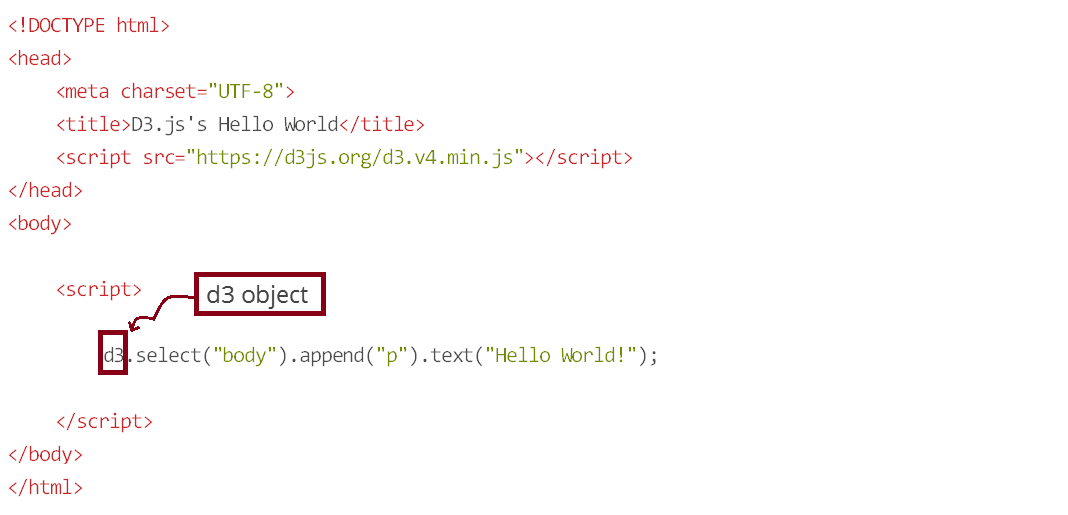 <!DOCTYPE html>
<head>
<meta charset="UTF-8">
<title>D3.js's Hello World</title>
<script src="https://d3js.org/d3.v4.min.js"></script>
</head>
<body>
<script>
d3 object
d3.select("body").append("p").text("Hello World!");
</script>
</body>
</html>